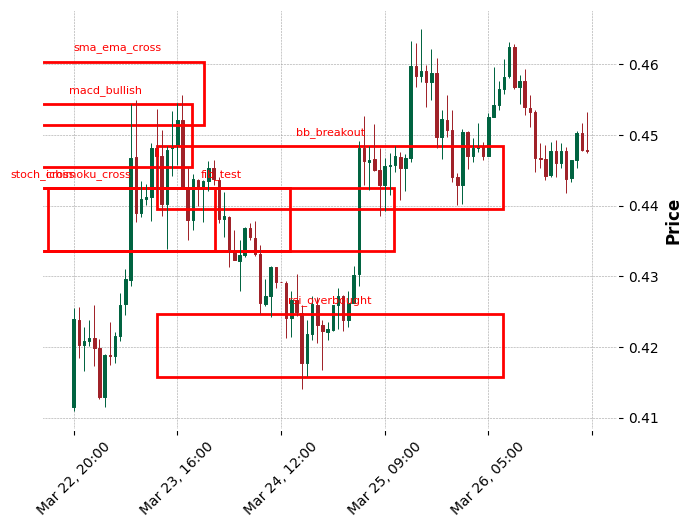 sma_ema_cross
0.46
macd_bullish
0.45
bb_breakout
ichimoku_cross
0.44
Price
0.43
rsi_overbought
0.42
0.41
Mar 22, 20:00
Mar 23, 16:00
Mar 24, 12:00
Mar 25, 09:00
Mar 26, 05:00